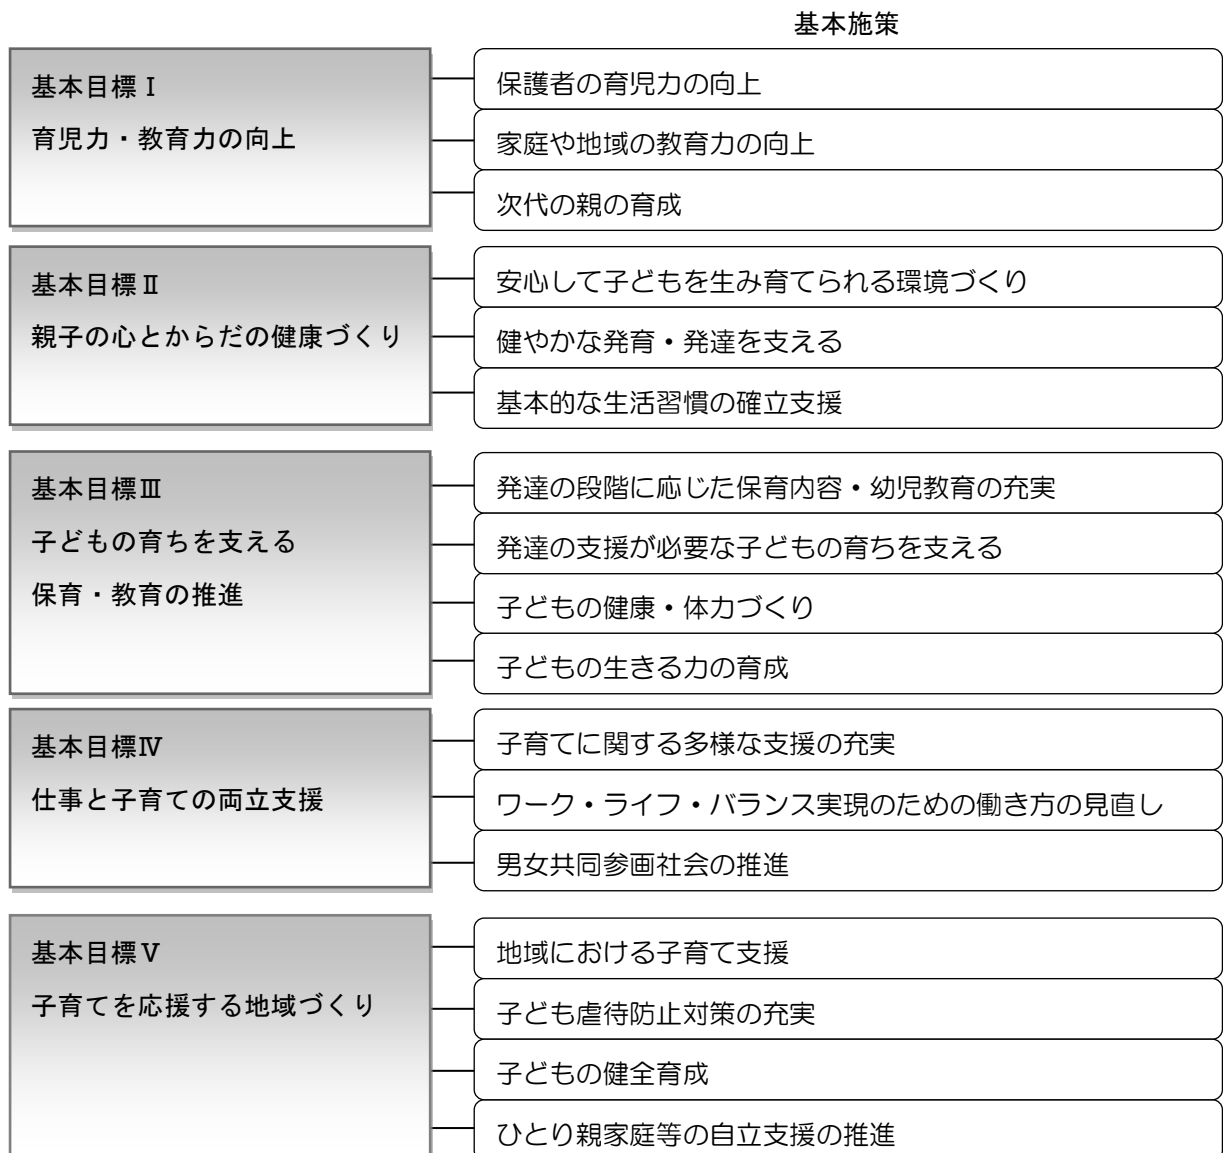 基本施策
基本目標Ⅰ
育児力・教育力の向上
保護者の育児力の向上
家庭や地域の教育力の向上
次代の親の育成
基本目標Ⅱ
親子の心とからだの健康づくり
安心して子どもを生み育てられる環境づくり
健やかな発育・発達を支える
基本的な生活習慣の確立支援
基本目標Ⅲ
子どもの育ちを支える
保育・教育の推進
発達の段階に応じた保育内容・幼児教育の充実
発達の支援が必要な子どもの育ちを支える
子どもの健康・体力づくり
子どもの生きる力の育成
基本目標Ⅳ
仕事と子育ての両立支援
子育てに関する多様な支援の充実
ワーク・ライフ・バランス実現のための働き方の見直し
男女共同参画社会の推進
基本目標Ⅴ
子育てを応援する地域づくり
地域における子育て支援
子ども虐待防止対策の充実
子どもの健全育成
ひとり親家庭等の自立支援の推進